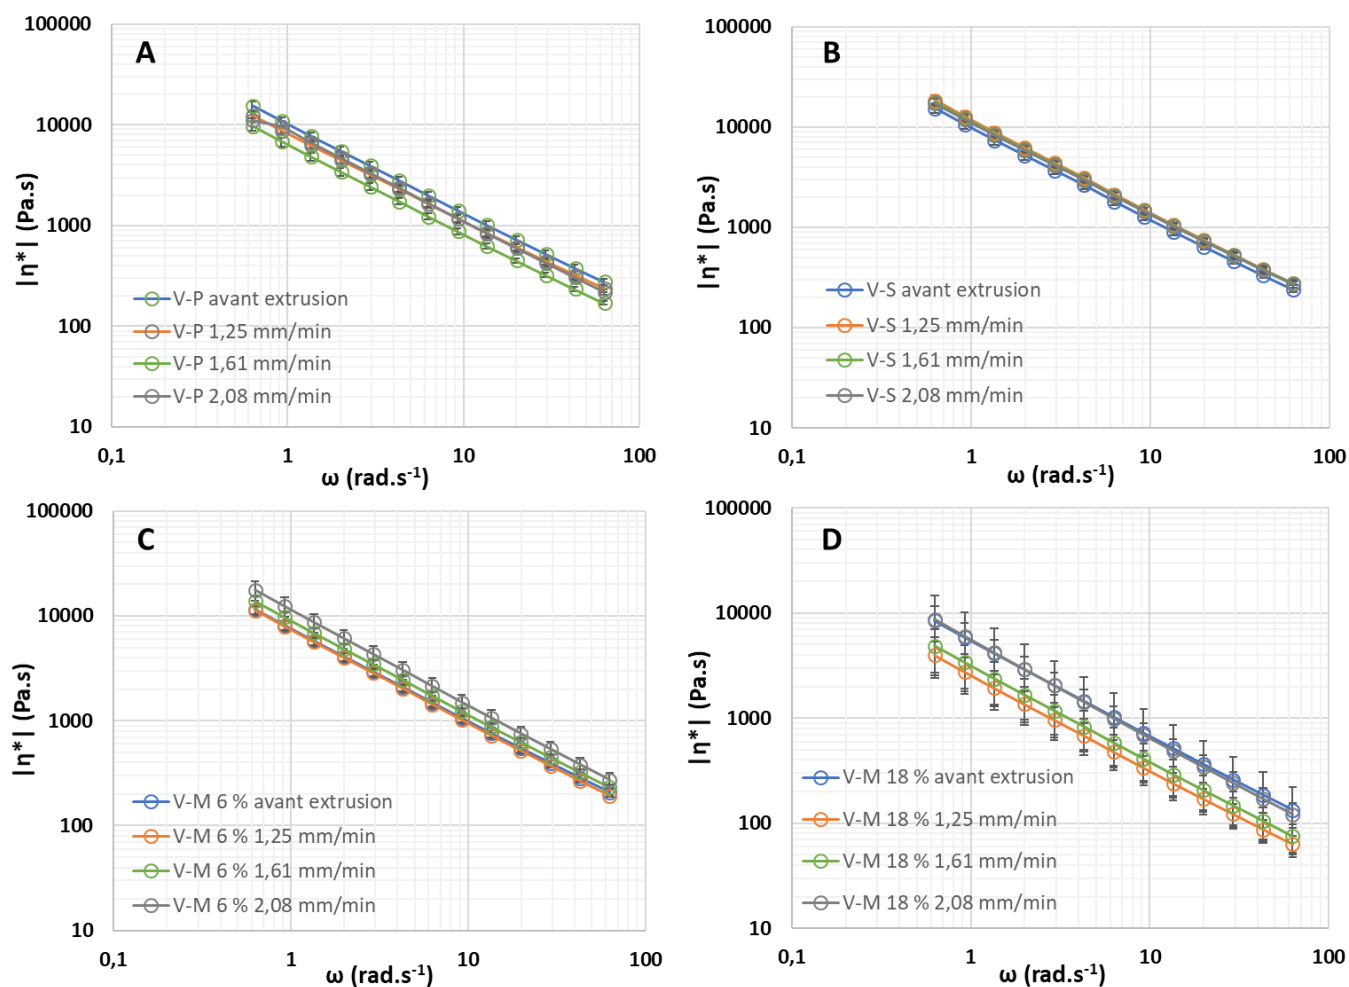 A
100000
10000
1000
100
10
|η*| (Pa.s)
V-P avant extrusion
V-P 1,25 mm/min
V-P 1,61 mm/min
V-P 2,08 mm/min
0,1 1 10 100
ω (rad.s⁻¹)
B
100000
10000
1000
100
10
|η*| (Pa.s)
V-S avant extrusion
V-S 1,25 mm/min
V-S 1,61 mm/min
V-S 2,08 mm/min
0,1 1 10 100
ω (rad.s⁻¹)
C
100000
10000
1000
100
10
|η*| (Pa.s)
V-M 6 % avant extrusion
V-M 6 % 1,25 mm/min
V-M 6 % 1,61 mm/min
V-M 6 % 2,08 mm/min
0,1 1 10 100
ω (rad.s⁻¹)
D
100000
10000
1000
100
10
|η*| (Pa.s)
V-M 18 % avant extrusion
V-M 18 % 1,25 mm/min
V-M 18 % 1,61 mm/min
V-M 18 % 2,08 mm/min
0,1 1 10 100
ω (rad.s⁻¹)